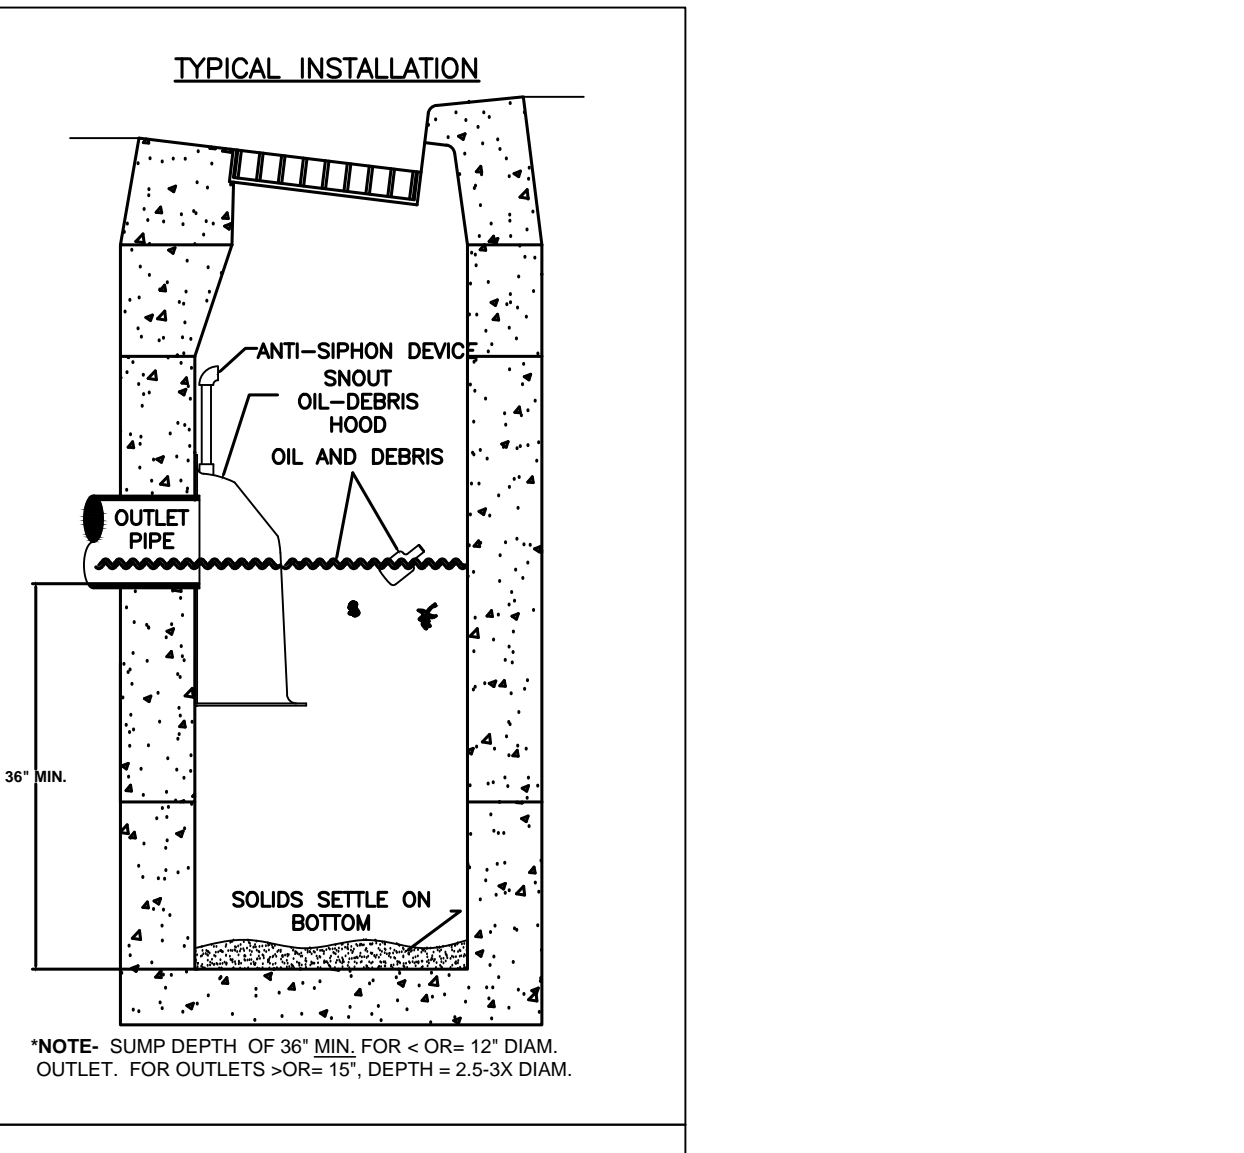 TYPICAL INSTALLATION
ANTI-SIPHON DEVICE
SNOUT
OIL-DEBRIS
HOOD
OIL AND DEBRIS
OUTLET
PIPE
36" MIN.
SOLIDS SETTLE ON
BOTTOM
*NOTE- SUMP DEPTH OF 36" MIN. FOR < OR= 12" DIAM.
OUTLET. FOR OUTLETS >OR= 15", DEPTH = 2.5-3X DIAM.